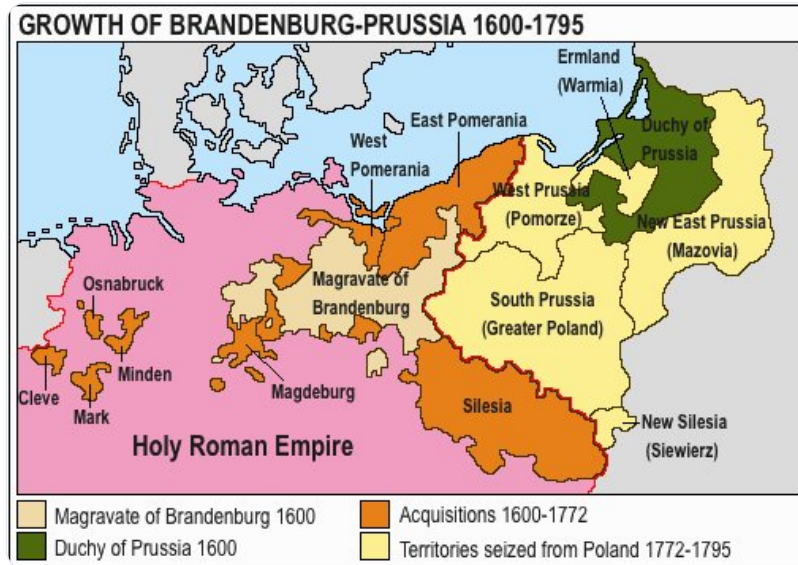 GROWTH OF BRANDENBURG-PRUSSIA 1600-1795
Ermland
(Warmia)
East Pomerania
Duchy of
Prussia
West
Pomerania
West Prussia
(Pomorze)
New East Prussia
(Mazovia)
Osnabruck
Magravate of
Brandenburg
South Prussia
(Greater Poland)
Minden
Cleve
Mark
Magdeburg
Silesia
New Silesia
(Siewierz)
Holy Roman Empire
Magravate of Brandenburg 1600
Acquisitions 1600-1772
Duchy of Prussia 1600
Territories seized from Poland 1772-1795